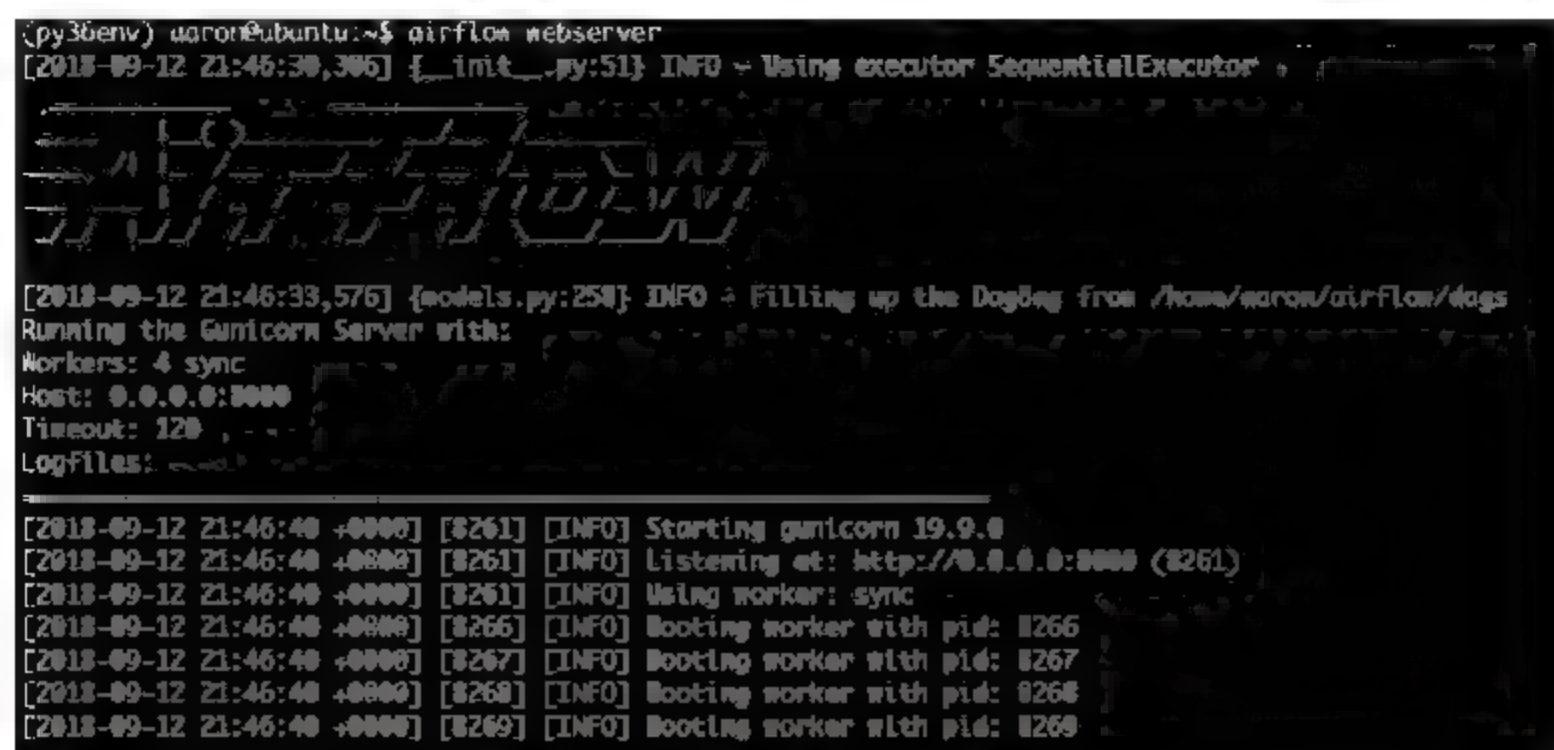 (py36env) aaron@ubuntu:~$ airflow webserver
[2018-09-12 21:46:30,306] {__init__.py:51} INFO - Using executor SequentialExecutor
[2018-09-12 21:46:33,576] {models.py:258} INFO - Filling up the DagBag from /home/aaron/airflow/dags
Running the Gunicorn Server with:
Workers: 4 sync
Host: 0.0.0.0:8080
Timeout: 120
Logfiles:
[2018-09-12 21:46:40 +0000] [8261] [INFO] Starting gunicorn 19.9.0
[2018-09-12 21:46:40 +0000] [8261] [INFO] Listening at: http://0.0.0.0:8080 (8261)
[2018-09-12 21:46:40 +0000] [8261] [INFO] Using worker: sync
[2018-09-12 21:46:40 +0000] [8266] [INFO] Booting worker with pid: 8266
[2018-09-12 21:46:40 +0000] [8267] [INFO] Booting worker with pid: 8267
[2018-09-12 21:46:40 +0000] [8268] [INFO] Booting worker with pid: 8268
[2018-09-12 21:46:40 +0000] [8269] [INFO] Booting worker with pid: 8269